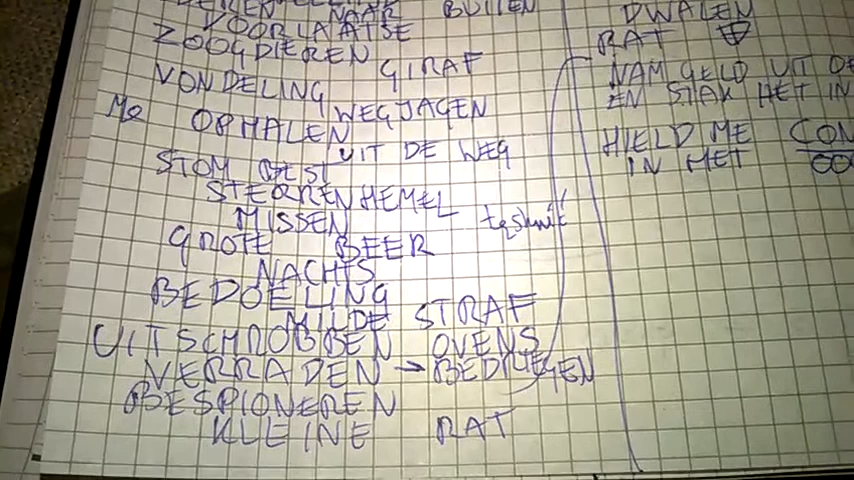 NAAR BUITEN
VOORLAATSE
ZOOGDIEREN
GIRAF
VONDELING
WEGJAGEN
OPHALEN
UIT DE WEG
STOM
STERRENHEMEL
MISSEN
GROTE BEER
NACHTS
BEDOELING
MILDE STRAF
UITSCHROBBEN OVENS
VERRADEN → BEDRIEGEN
BESPIONEREN
KLEINE RAT
DWALEN
RAT
NAM GELD UIT DE
EN STAK HET IN
HIELD ME CON
IN MET